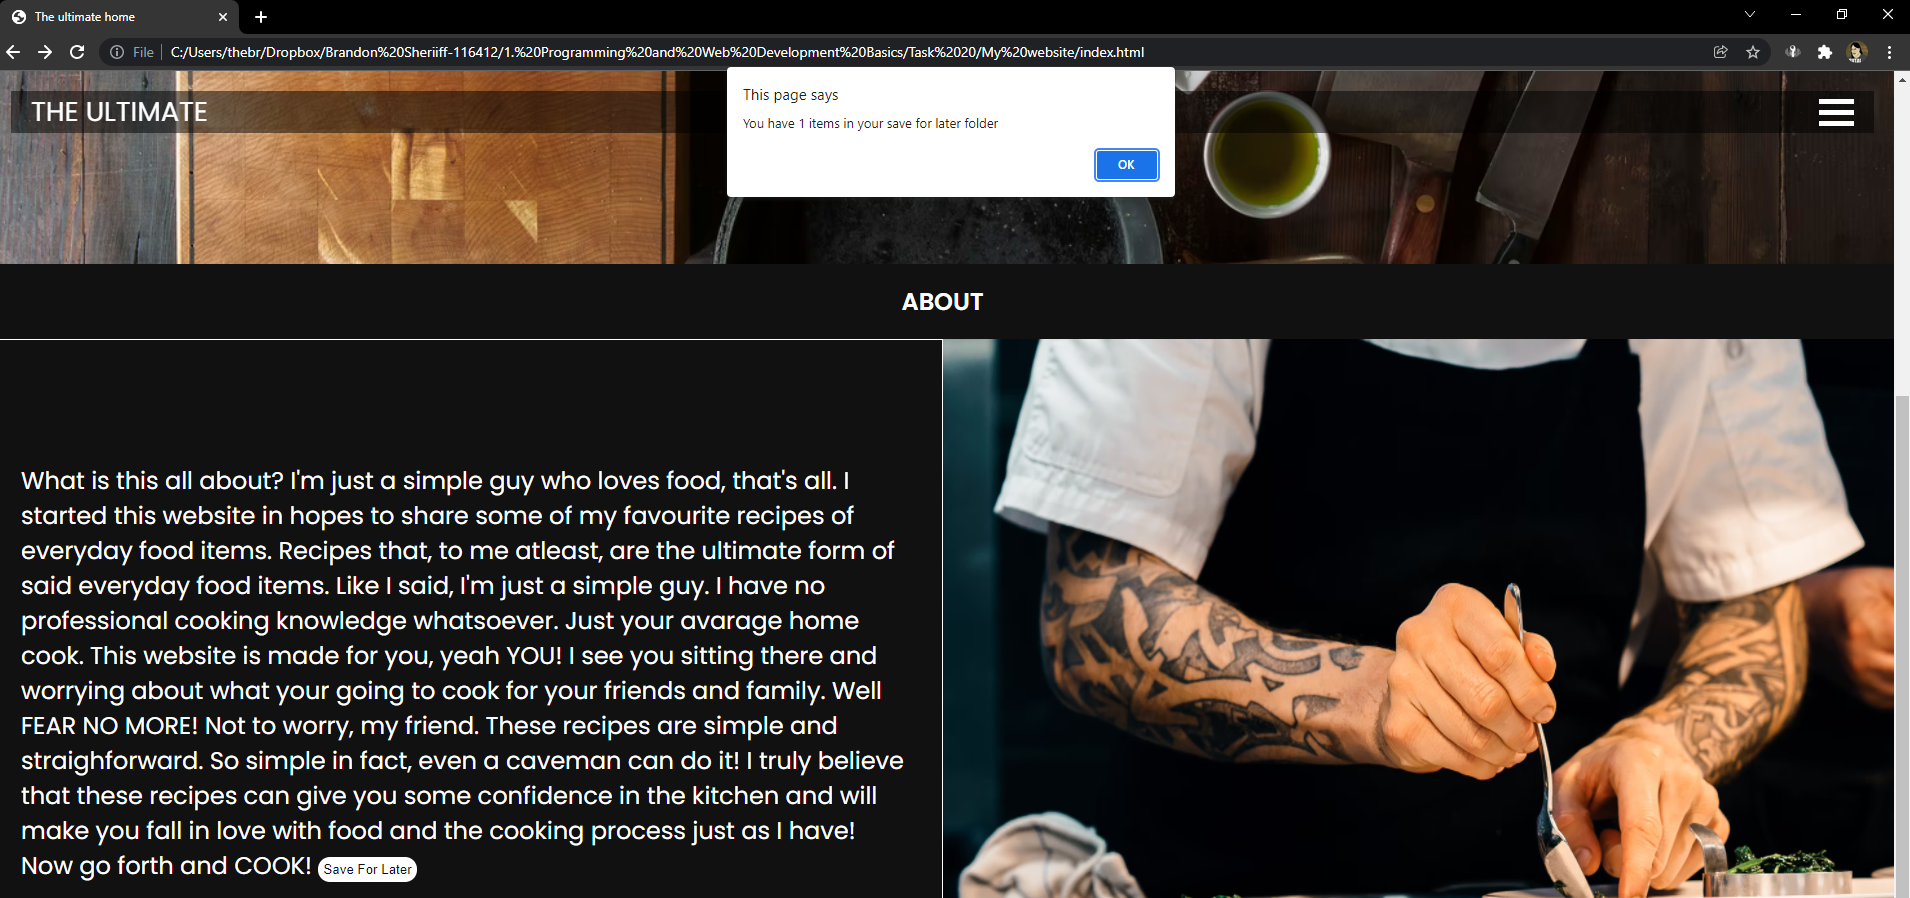 The ultimate home
File
C:/Users/thebr/Dropbox/Brandon%20Sheriiff-116412/1.%20Programming%20and%20Web%20Development%20Basics/Task%2020/My%20website/index.html
THE ULTIMATE
This page says
You have 1 items in your save for later folder
OK
ABOUT
What is this all about? I'm just a simple guy who loves food, that's all. I
started this website in hopes to share some of my favourite recipes of
everyday food items. Recipes that, to me atleast, are the ultimate form of
said everyday food items. Like I said, I'm just a simple guy. I have no
professional cooking knowledge whatsoever. Just your avarage home
cook. This website is made for you, yeah YOU! I see you sitting there and
worrying about what your going to cook for your friends and family. Well
FEAR NO MORE! Not to worry, my friend. These recipes are simple and
straighforward. So simple in fact, even a caveman can do it! I truly believe
that these recipes can give you some confidence in the kitchen and will
make you fall in love with food and the cooking process just as I have!
Now go forth and COOK! Save For Later